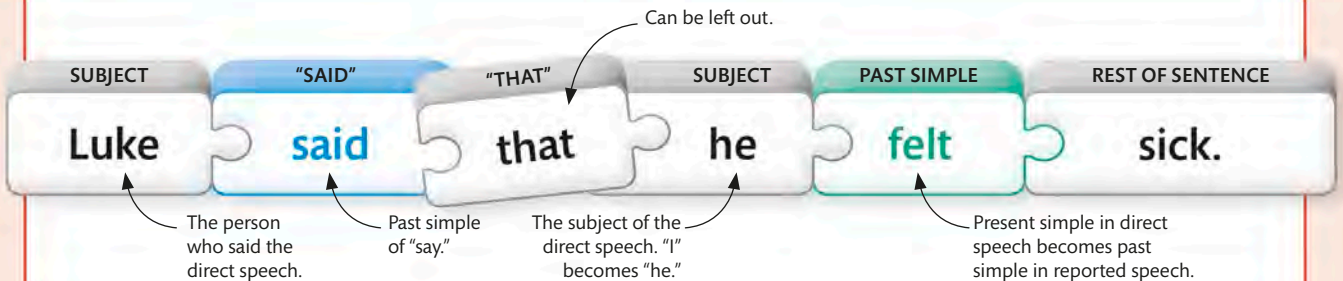 Can be left out.
SUBJECT "SAID" "THAT" SUBJECT PAST SIMPLE REST OF SENTENCE
Luke said that he felt sick.
The person
who said the
direct speech.
Past simple
of "say."
The subject of the
direct speech. "I"
becomes "he."
Present simple in direct
speech becomes past
simple in reported speech.